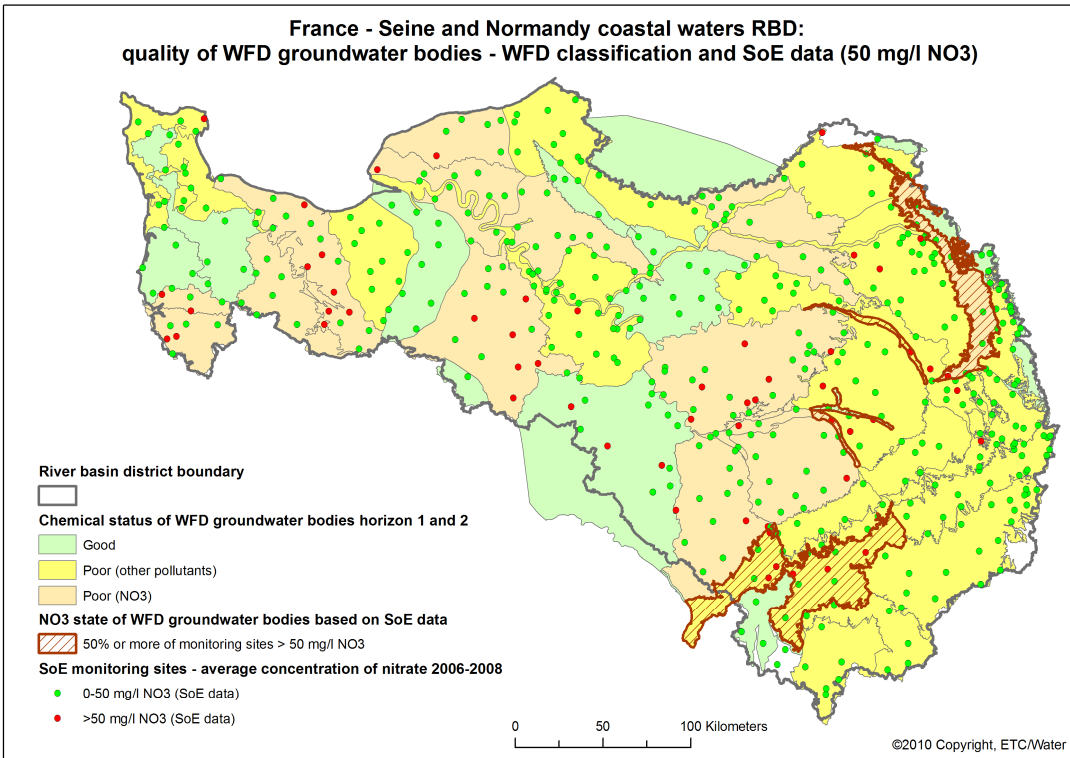 France - Seine and Normandy coastal waters RBD:
quality of WFD groundwater bodies - WFD classification and SoE data (50 mg/l NO3)
River basin district boundary
Chemical status of WFD groundwater bodies horizon 1 and 2
Good
Poor (other pollutants)
Poor (NO3)
NO3 state of WFD groundwater bodies based on SoE data
50% or more of monitoring sites > 50 mg/l NO3
SoE monitoring sites - average concentration of nitrate 2006-2008
0-50 mg/l NO3 (SoE data)
>50 mg/l NO3 (SoE data)
0 50 100 Kilometers
©2010 Copyright, ETC/Water